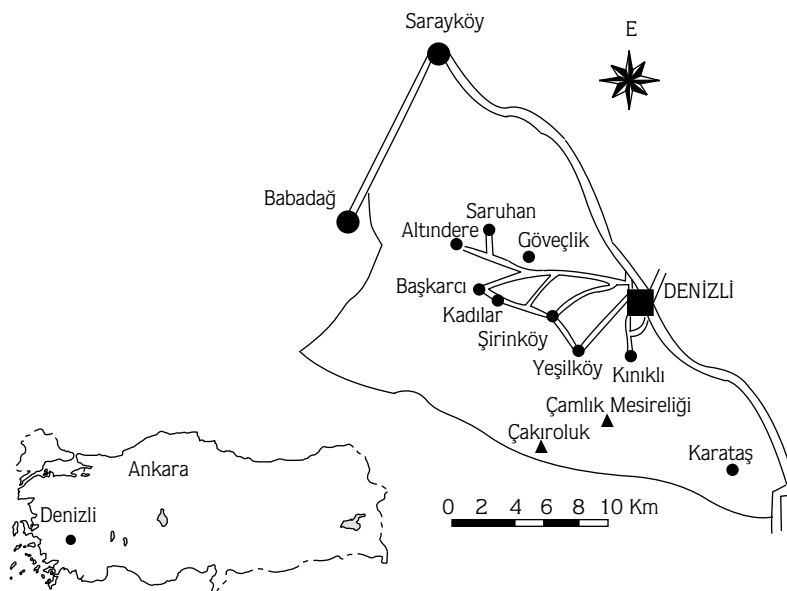 Sarayköy
E
Babadağ
Saruhan
Altındere
Göveçlik
Başkarcı
DENİZLİ
Kadılar
Şirinköy
Yeşilköy
Kınıklı
Çamlık Mesireliği
Çakıroluk
Karataş
Ankara
Denizli
0 2 4 6 8 10 Km